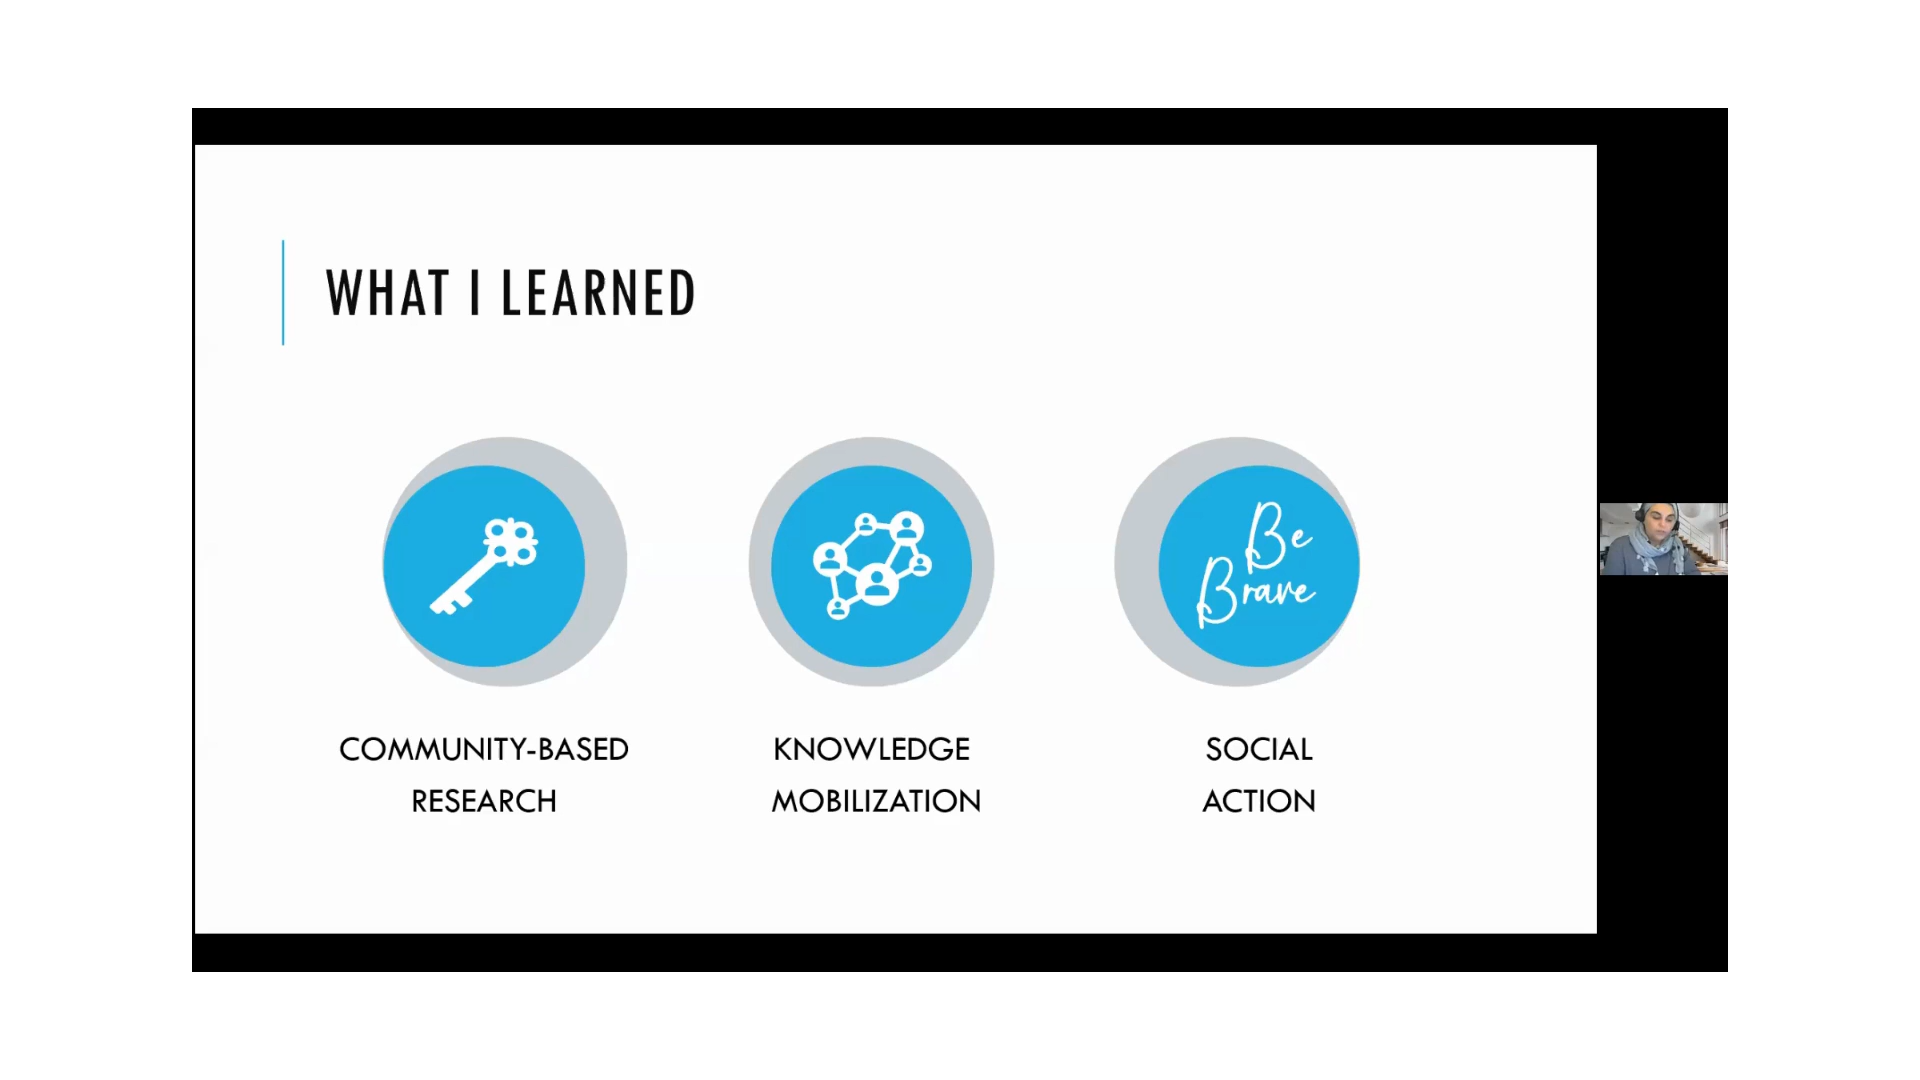 WHAT I LEARNED
Be
Brave
COMMUNITY-BASED
RESEARCH
KNOWLEDGE
MOBILIZATION
SOCIAL
ACTION